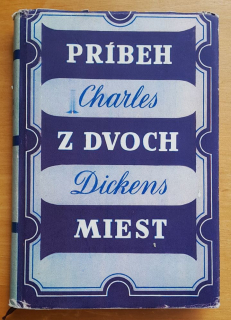 PRÍBEH
Charles
Z DVOCH
Dickens
MIEST